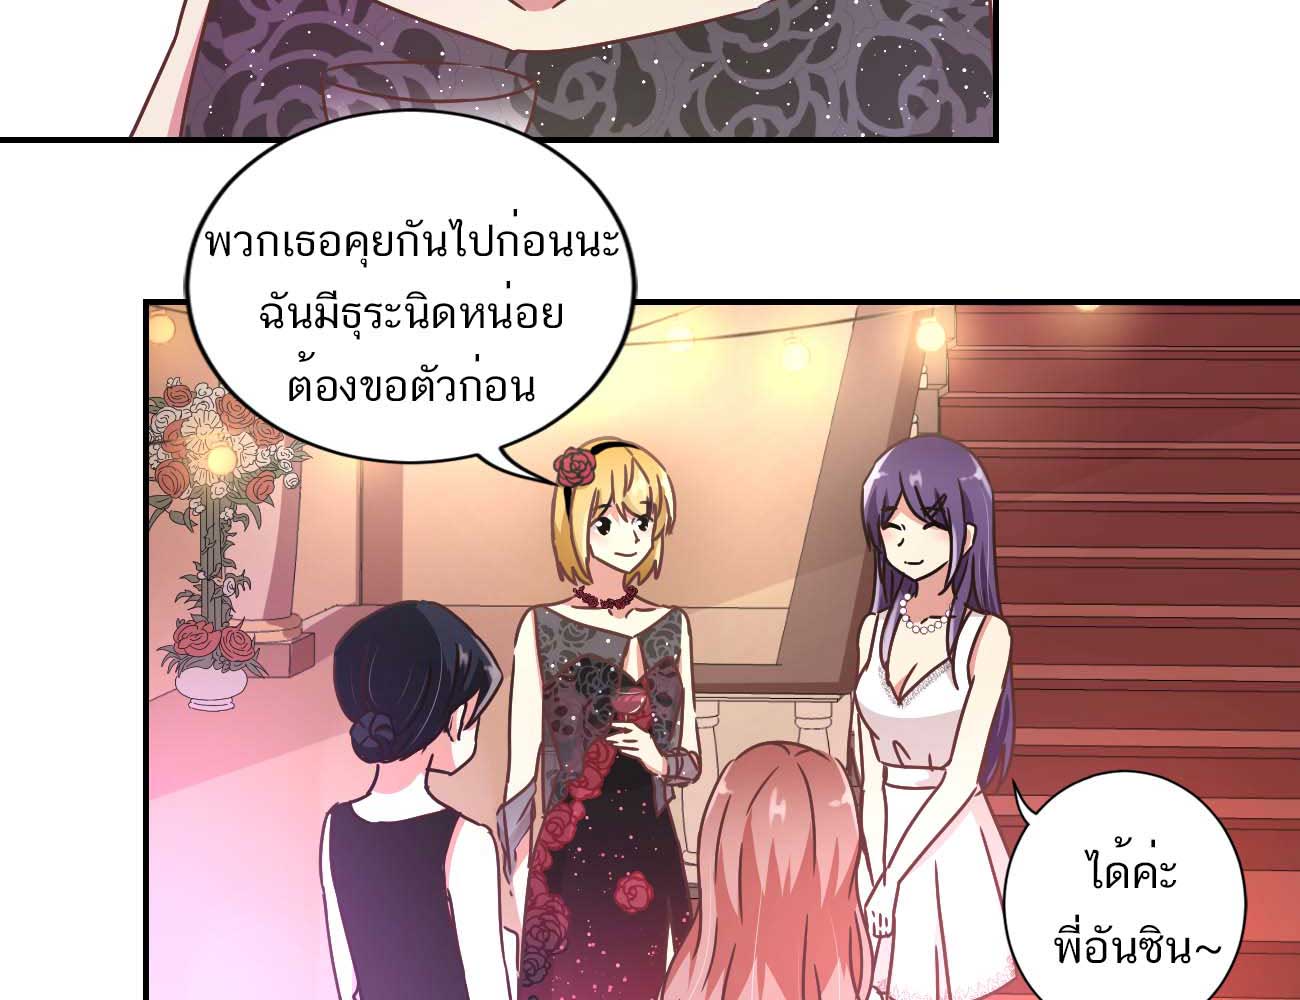 พวกเธอคุยกันไปก่อนนะ
ฉันมีธุระนิดหน่อย
ต้องขอตัวก่อน
ได้ค่ะ
พี่อันซิน~